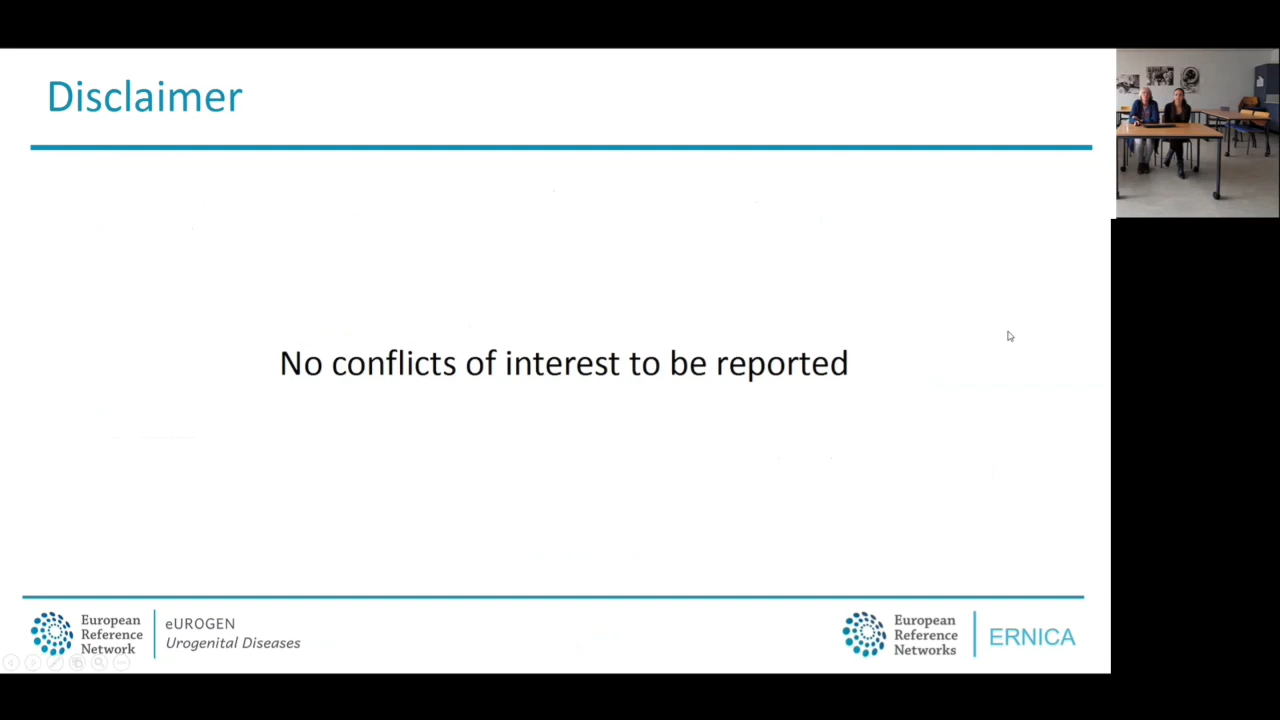 Disclaimer
No conflicts of interest to be reported
European
Reference
Network
eUROGEN
Urogenital Diseases
European
Reference
Networks
ERNICA